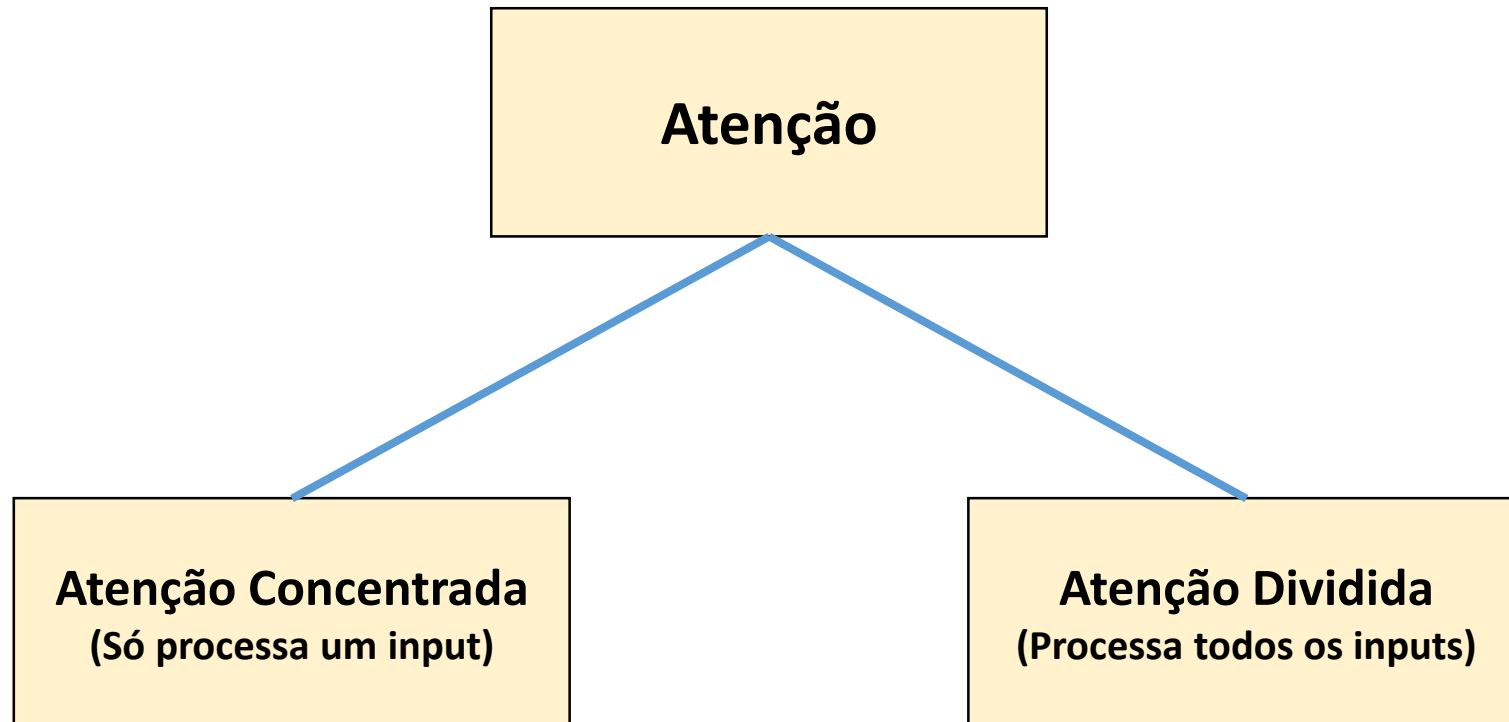 Atenção
Atenção Concentrada
(Só processa um input)
Atenção Dividida
(Processa todos os inputs)